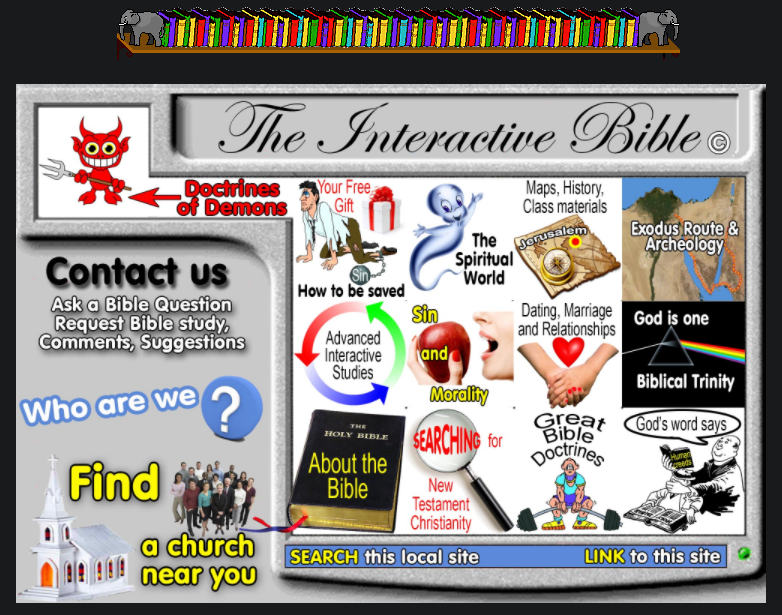 The Interactive Bible ©
Doctrines
of Demons
Your Free
Gift
Sin
How to be saved
The
Spiritual
World
Maps, History,
Class materials
Jerusalem
Exodus Route &
Archeology
Contact us
Ask a Bible Question
Request Bible study,
Comments, Suggestions
Advanced
Interactive
Studies
Sin
and
Morality
Dating, Marriage
and Relationships
God is one
Biblical Trinity
Who are we ?
THE
HOLY BIBLE
About the
Bible
SEARCHING for
New
Testament
Christianity
Great
Bible
Doctrines
God's word says
Human
creeds
Find
a church
near you
SEARCH this local site
LINK to this site